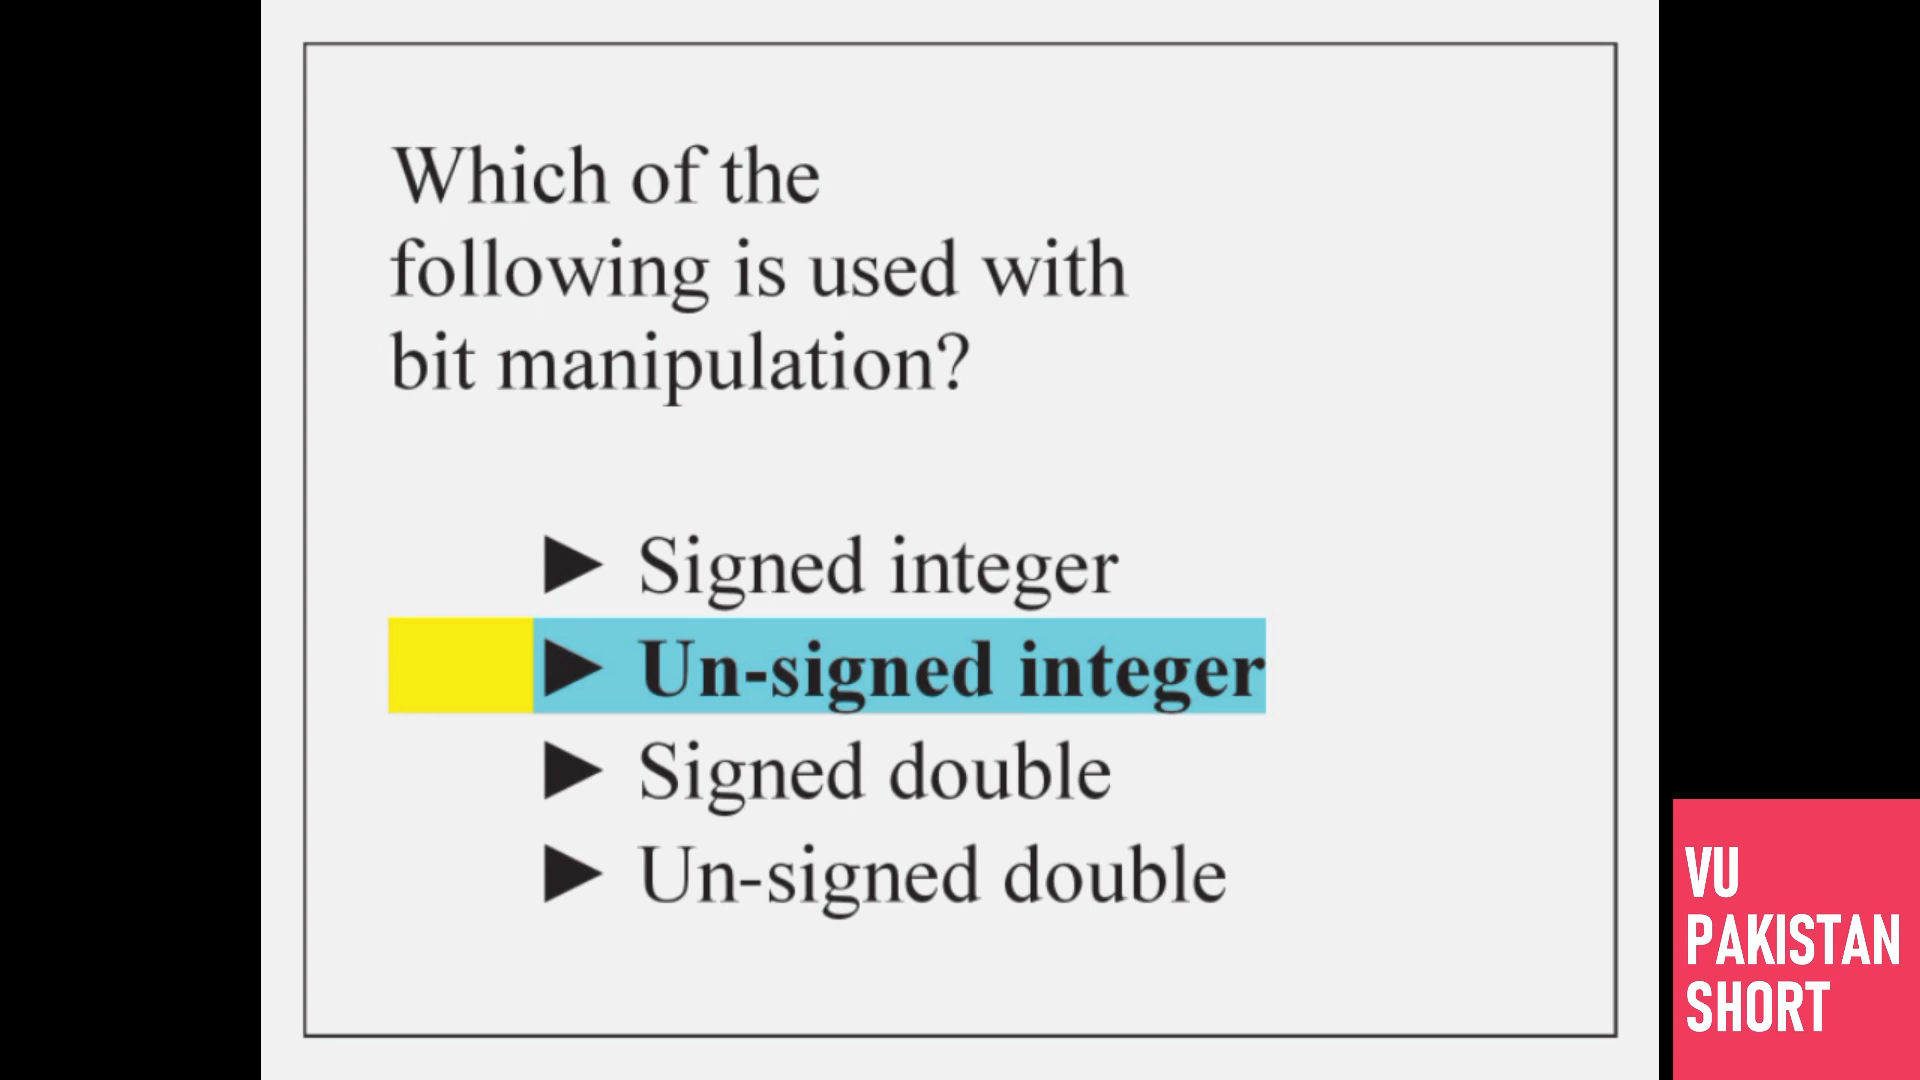 Which of the
following is used with
bit manipulation?
► Signed integer
► Un-signed integer
► Signed double
► Un-signed double
VU
PAKISTAN
SHORT